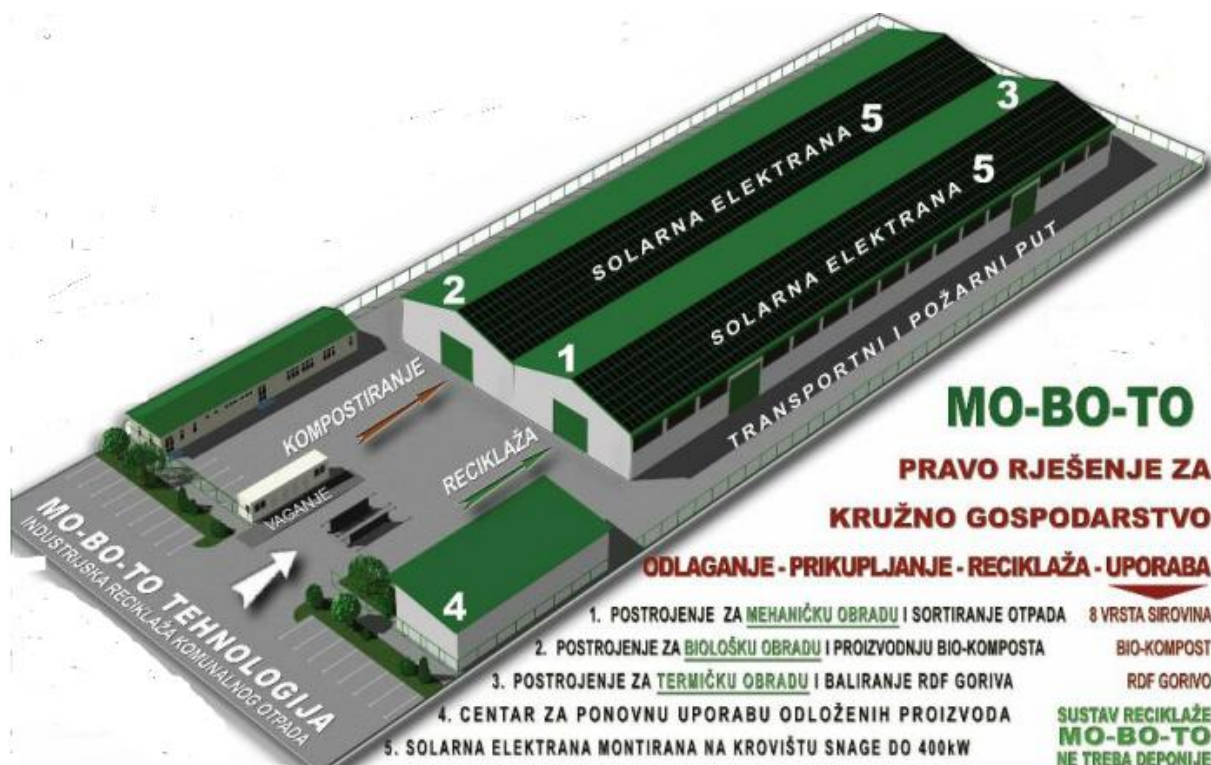 SOLARNA ELEKTRANA 5
3
SOLARNA ELEKTRANA 5
2
1
KOMPOSTIRANJE
RECIKLAŽA
TRANSPORTNI I POŽARNI PUT
VAGANJE
4
MO-BO-TO TEHNOLOGIJA
INDUSTRIJSKA RECIKLAŽA KOMUNALNOG OTPADA
MO-BO-TO
PRAVO RJEŠENJE ZA
KRUŽNO GOSPODARSTVO
ODLAGANJE - PRIKUPLJANJE - RECIKLAŽA - UPORABA
1. POSTROJENJE ZA MEHANIČKU OBRADU I SORTIRANJE OTPADA 8 VRSTA SIROVINA
2. POSTROJENJE ZA BIOLOŠKU OBRADU I PROIZVODNJU BIO-KOMPOSTA BIO-KOMPOST
3. POSTROJENJE ZA TERMIČKU OBRADU I BALIRANJE RDF GORIVA RDF GORIVO
4. CENTAR ZA PONOVNU UPORABU ODLOŽENIH PROIZVODA
5. SOLARNA ELEKTRANA MONTIRANA NA KROVIŠTU SNAGE DO 400kW
SUSTAV RECIKLAŽE
MO-BO-TO
NE TREBA DEPONIJE